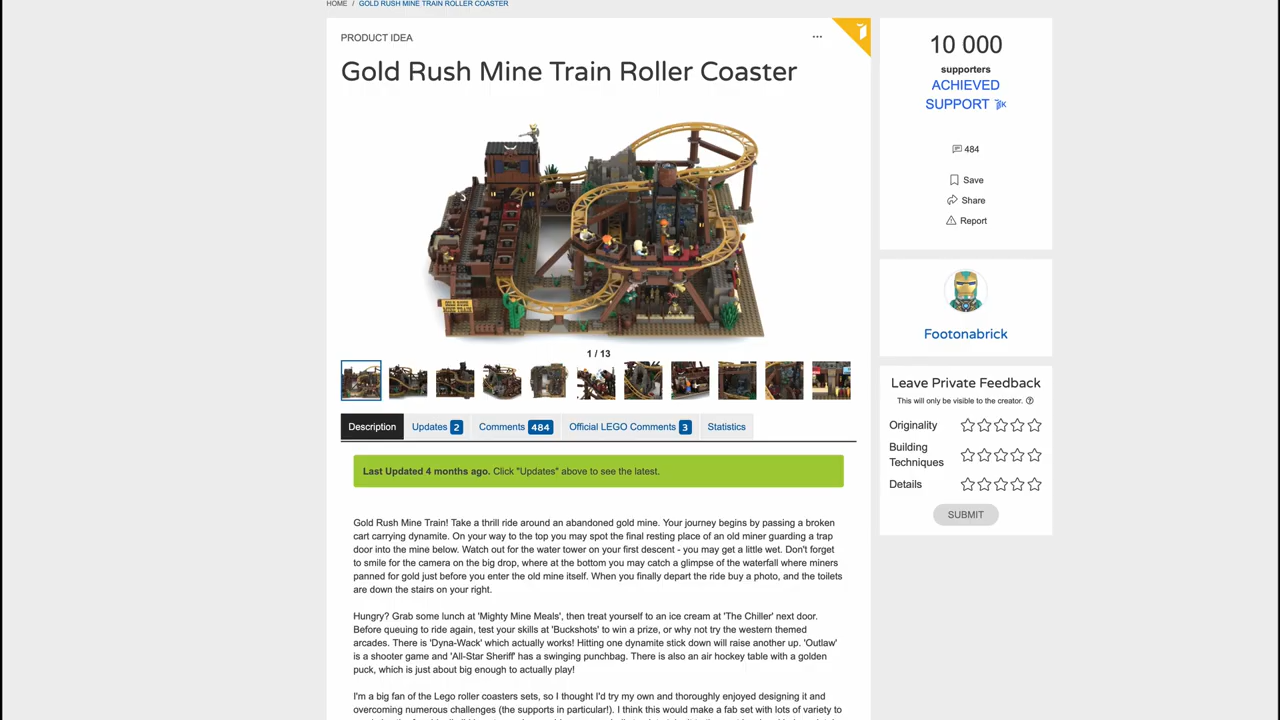 HOME / GOLD RUSH MINE TRAIN ROLLER COASTER
PRODUCT IDEA
Gold Rush Mine Train Roller Coaster
1 / 13
Description
Updates 2
Comments 484
Official LEGO Comments 3
Statistics
Last Updated 4 months ago. Click "Updates" above to see the latest.
Gold Rush Mine Train! Take a thrill ride around an abandoned gold mine. Your journey begins by passing a broken
cart carrying dynamite. On your way to the top you may spot the final resting place of an old miner guarding a trap
door into the mine below. Watch out for the water tower on your first descent - you may get a little wet. Don't forget
to smile for the camera on the big drop, where at the bottom you may catch a glimpse of the waterfall where miners
panned for gold just before you enter the old mine itself. When you finally depart the ride buy a photo, and the toilets
are down the stairs on your right.
Hungry? Grab some lunch at 'Mighty Mine Meals', then treat yourself to an ice cream at 'The Chiller' next door.
Before queuing to ride again, test your skills at 'Buckshots' to win a prize, or why not try the western themed
arcades. There is 'Dyna-Wack' which actually works! Hitting one dynamite stick down will raise another up. 'Outlaw'
is a shooter game and 'All-Star Sheriff' has a swinging punchbag. There is also an air hockey table with a golden
puck, which is just about big enough to actually play!
I'm a big fan of the Lego roller coasters sets, so I thought I'd try my own and thoroughly enjoyed designing it and
overcoming numerous challenges (the supports in particular!). I think this would make a fab set with lots of variety to
10 000
supporters
ACHIEVED
SUPPORT 10K
484
Save
Share
Report
Footonabrick
Leave Private Feedback
This will only be visible to the creator.
Originality
Building
Techniques
Details
SUBMIT